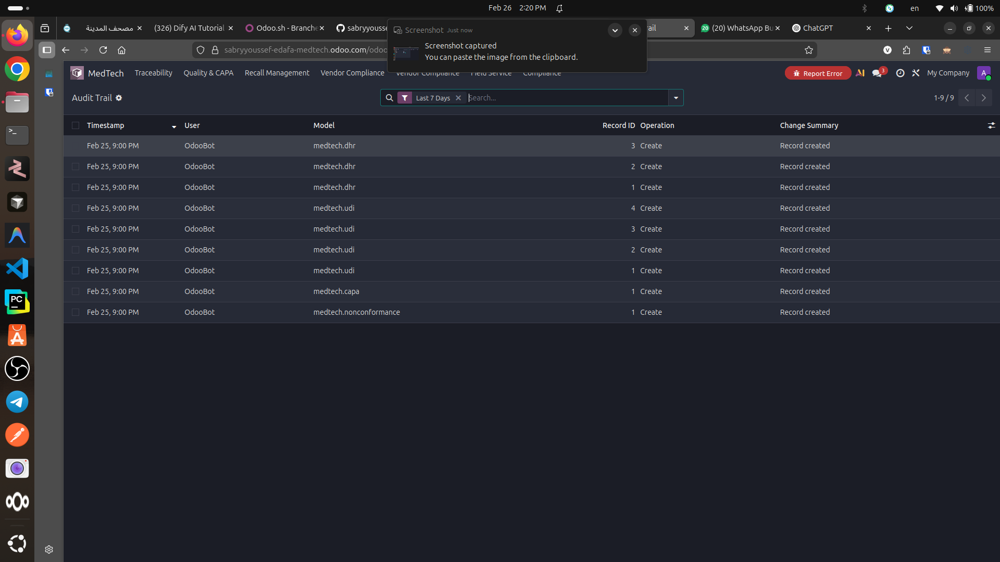 Feb 26 2:20 PM
en 100%
مصحف المدينة
(326) Dify AI Tutorial
Odoo.sh - Branche
sabryyousse
ail
20 (20) WhatsApp Bu
ChatGPT
Screenshot Just now
Screenshot captured
You can paste the image from the clipboard.
sabryyoussef-edafa-medtech.odoo.com/odoo
MedTech Traceability Quality & CAPA Recall Management Vendor Compliance Vendor Compliance Field Service Compliance
Report Error 3 My Company A
Audit Trail Last 7 Days Search... 1-9 / 9
Timestamp User Model Record ID Operation Change Summary
Feb 25, 9:00 PM OdooBot medtech.dhr 3 Create Record created
Feb 25, 9:00 PM OdooBot medtech.dhr 2 Create Record created
Feb 25, 9:00 PM OdooBot medtech.dhr 1 Create Record created
Feb 25, 9:00 PM OdooBot medtech.udi 4 Create Record created
Feb 25, 9:00 PM OdooBot medtech.udi 3 Create Record created
Feb 25, 9:00 PM OdooBot medtech.udi 2 Create Record created
Feb 25, 9:00 PM OdooBot medtech.udi 1 Create Record created
Feb 25, 9:00 PM OdooBot medtech.capa 1 Create Record created
Feb 25, 9:00 PM OdooBot medtech.nonconformance 1 Create Record created
PC